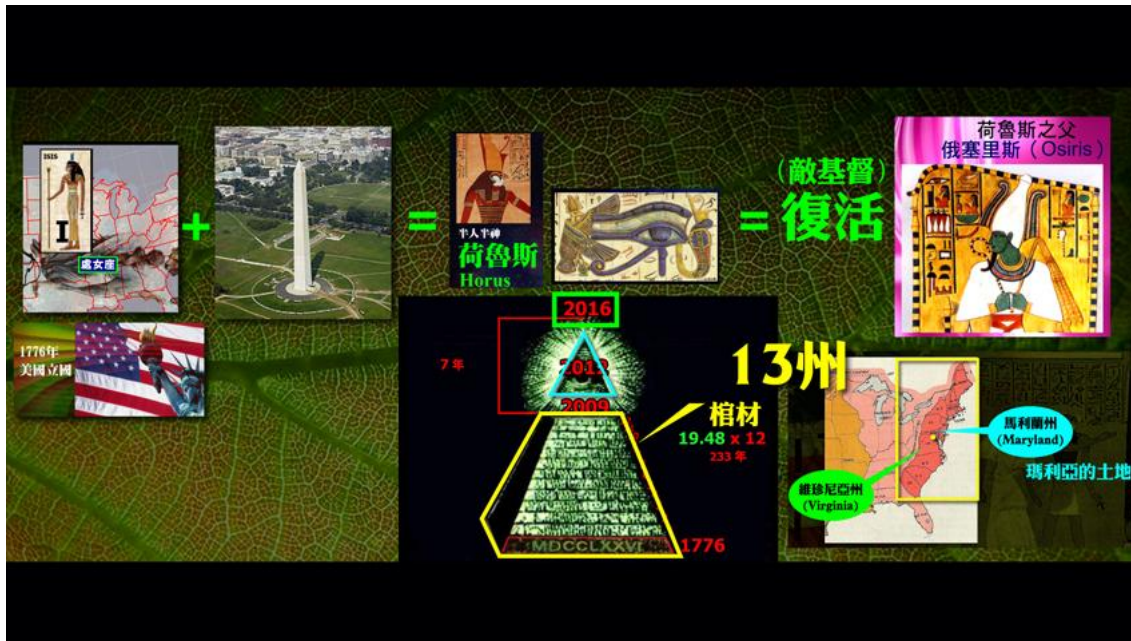 ISIS
I
處女座
1776年
美國立國
+
=
半人半神
荷魯斯
Horus
=
(敵基督)
復活
荷魯斯之父
俄塞里斯(Osiris)
2016
7 年
2012
2009
棺材
19.48 x 12
233 年
MDCCLXXVI
1776
13州
馬利蘭州
(Maryland)
維珍尼亞州
(Virginia)
瑪利亞的土地